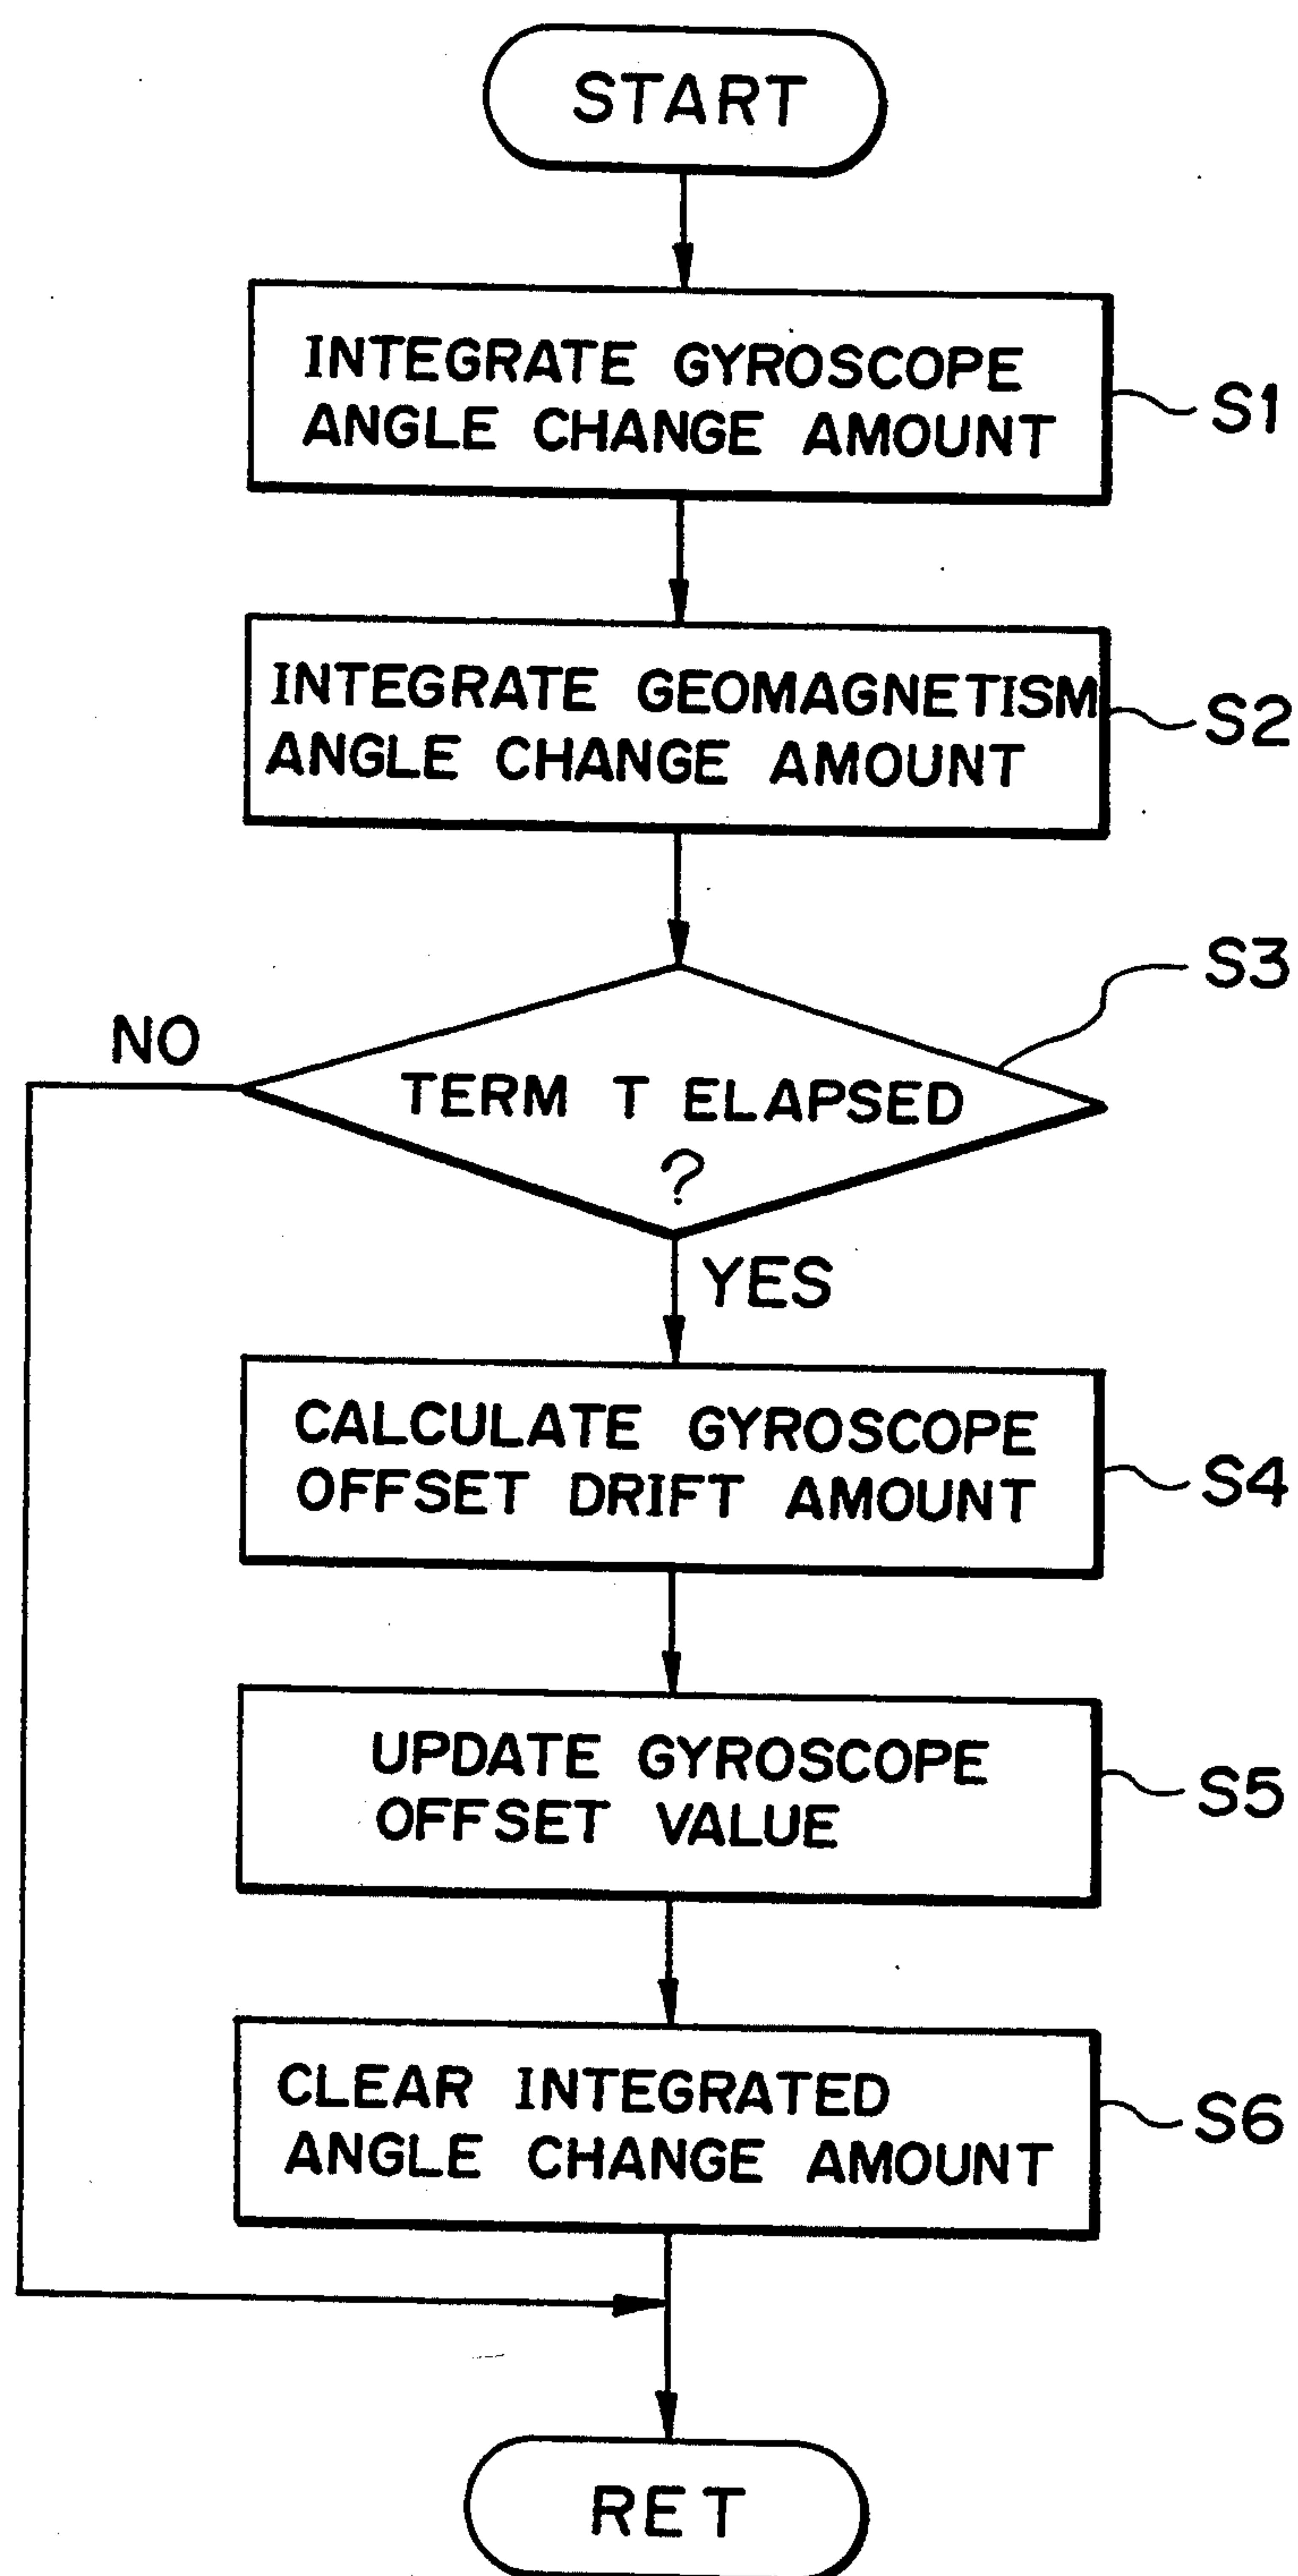 START
INTEGRATE GYROSCOPE
ANGLE CHANGE AMOUNT
S1
INTEGRATE GEOMAGNETISM
ANGLE CHANGE AMOUNT
S2
S3
NO
TERM T ELAPSED
?
YES
CALCULATE GYROSCOPE
OFFSET DRIFT AMOUNT
S4
UPDATE GYROSCOPE
OFFSET VALUE
S5
CLEAR INTEGRATED
ANGLE CHANGE AMOUNT
S6
RET